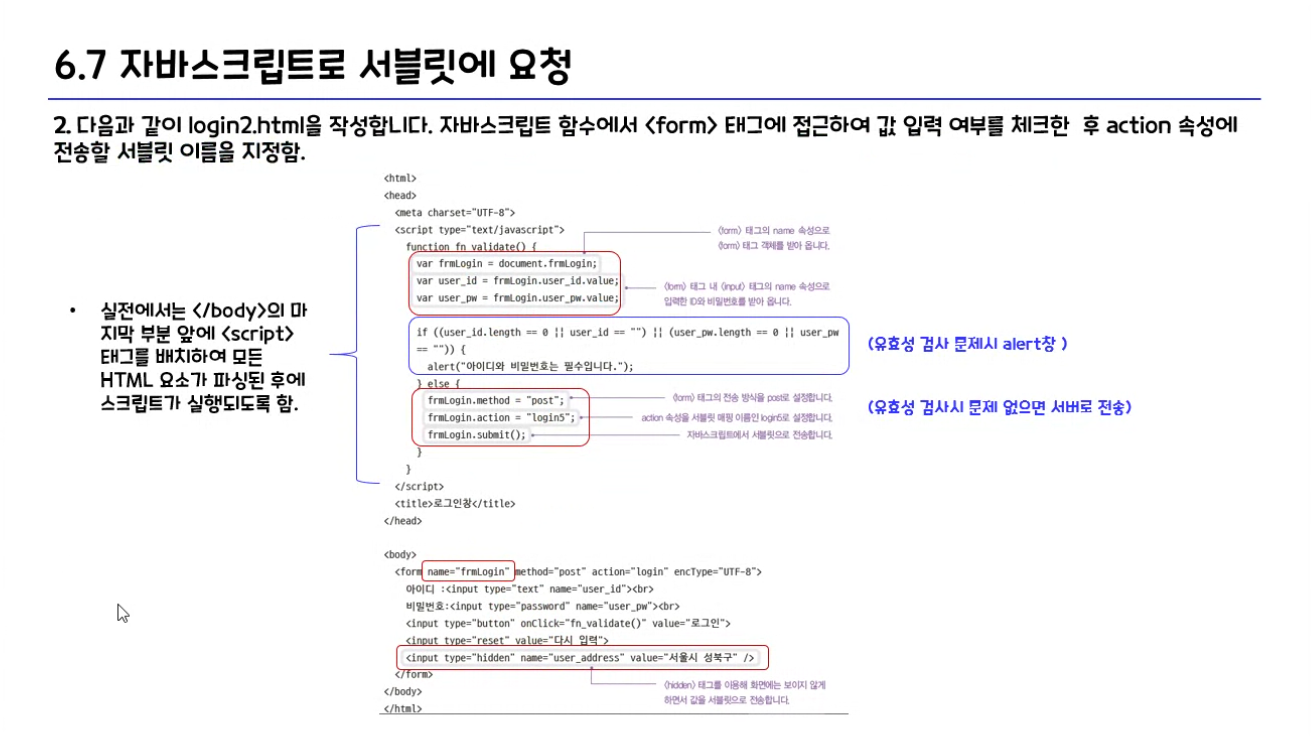 6.7 자바스크립트로 서블릿에 요청
2. 다음과 같이 login2.html을 작성합니다. 자바스크립트 함수에서 <form> 태그에 접근하여 값 입력 여부를 체크한 후 action 속성에
전송할 서블릿 이름을 지정함.
• 실전에서는 </body>의 마
지막 부분 앞에 <script>
태그를 배치하여 모든
HTML 요소가 파싱된 후에
스크립트가 실행되도록 함.
<html>
<head>
<meta charset="UTF-8">
<script type="text/javascript">
function fn_validate() {
var frmLogin = document.frmLogin;
var user_id = frmLogin.user_id.value;
var user_pw = frmLogin.user_pw.value;
<form> 태그의 name 속성으로
<form> 태그 객체를 받아 옵니다.
<form> 태그 내 <input> 태그의 name 속성으로
입력한 ID와 비밀번호를 받아 옵니다.
if ((user_id.length == 0 || user_id == "") || (user_pw.length == 0 || user_pw
== "")) {
alert("아이디와 비밀번호는 필수입니다.");
(유효성 검사 문제시 alert창 )
} else {
frmLogin.method = "post";
frmLogin.action = "login5";
frmLogin.submit();
<form> 태그의 전송 방식을 post로 설정합니다.
action 속성을 서블릿 매핑 이름인 login5로 설정합니다.
자바스크립트에서 서블릿으로 전송합니다.
(유효성 검사시 문제 없으면 서버로 전송)
}
}
</script>
<title>로그인창</title>
</head>
<body>
<form name="frmLogin" method="post" action="login" encType="UTF-8">
아이디 :<input type="text" name="user_id"><br>
비밀번호:<input type="password" name="user_pw"><br>
<input type="button" onClick="fn_validate()" value="로그인">
<input type="reset" value="다시 입력">
<input type="hidden" name="user_address" value="서울시 성북구" />
</form>
<hidden> 태그를 이용해 화면에는 보이지 않게
하면서 값을 서블릿으로 전송합니다.
</body>
</html>